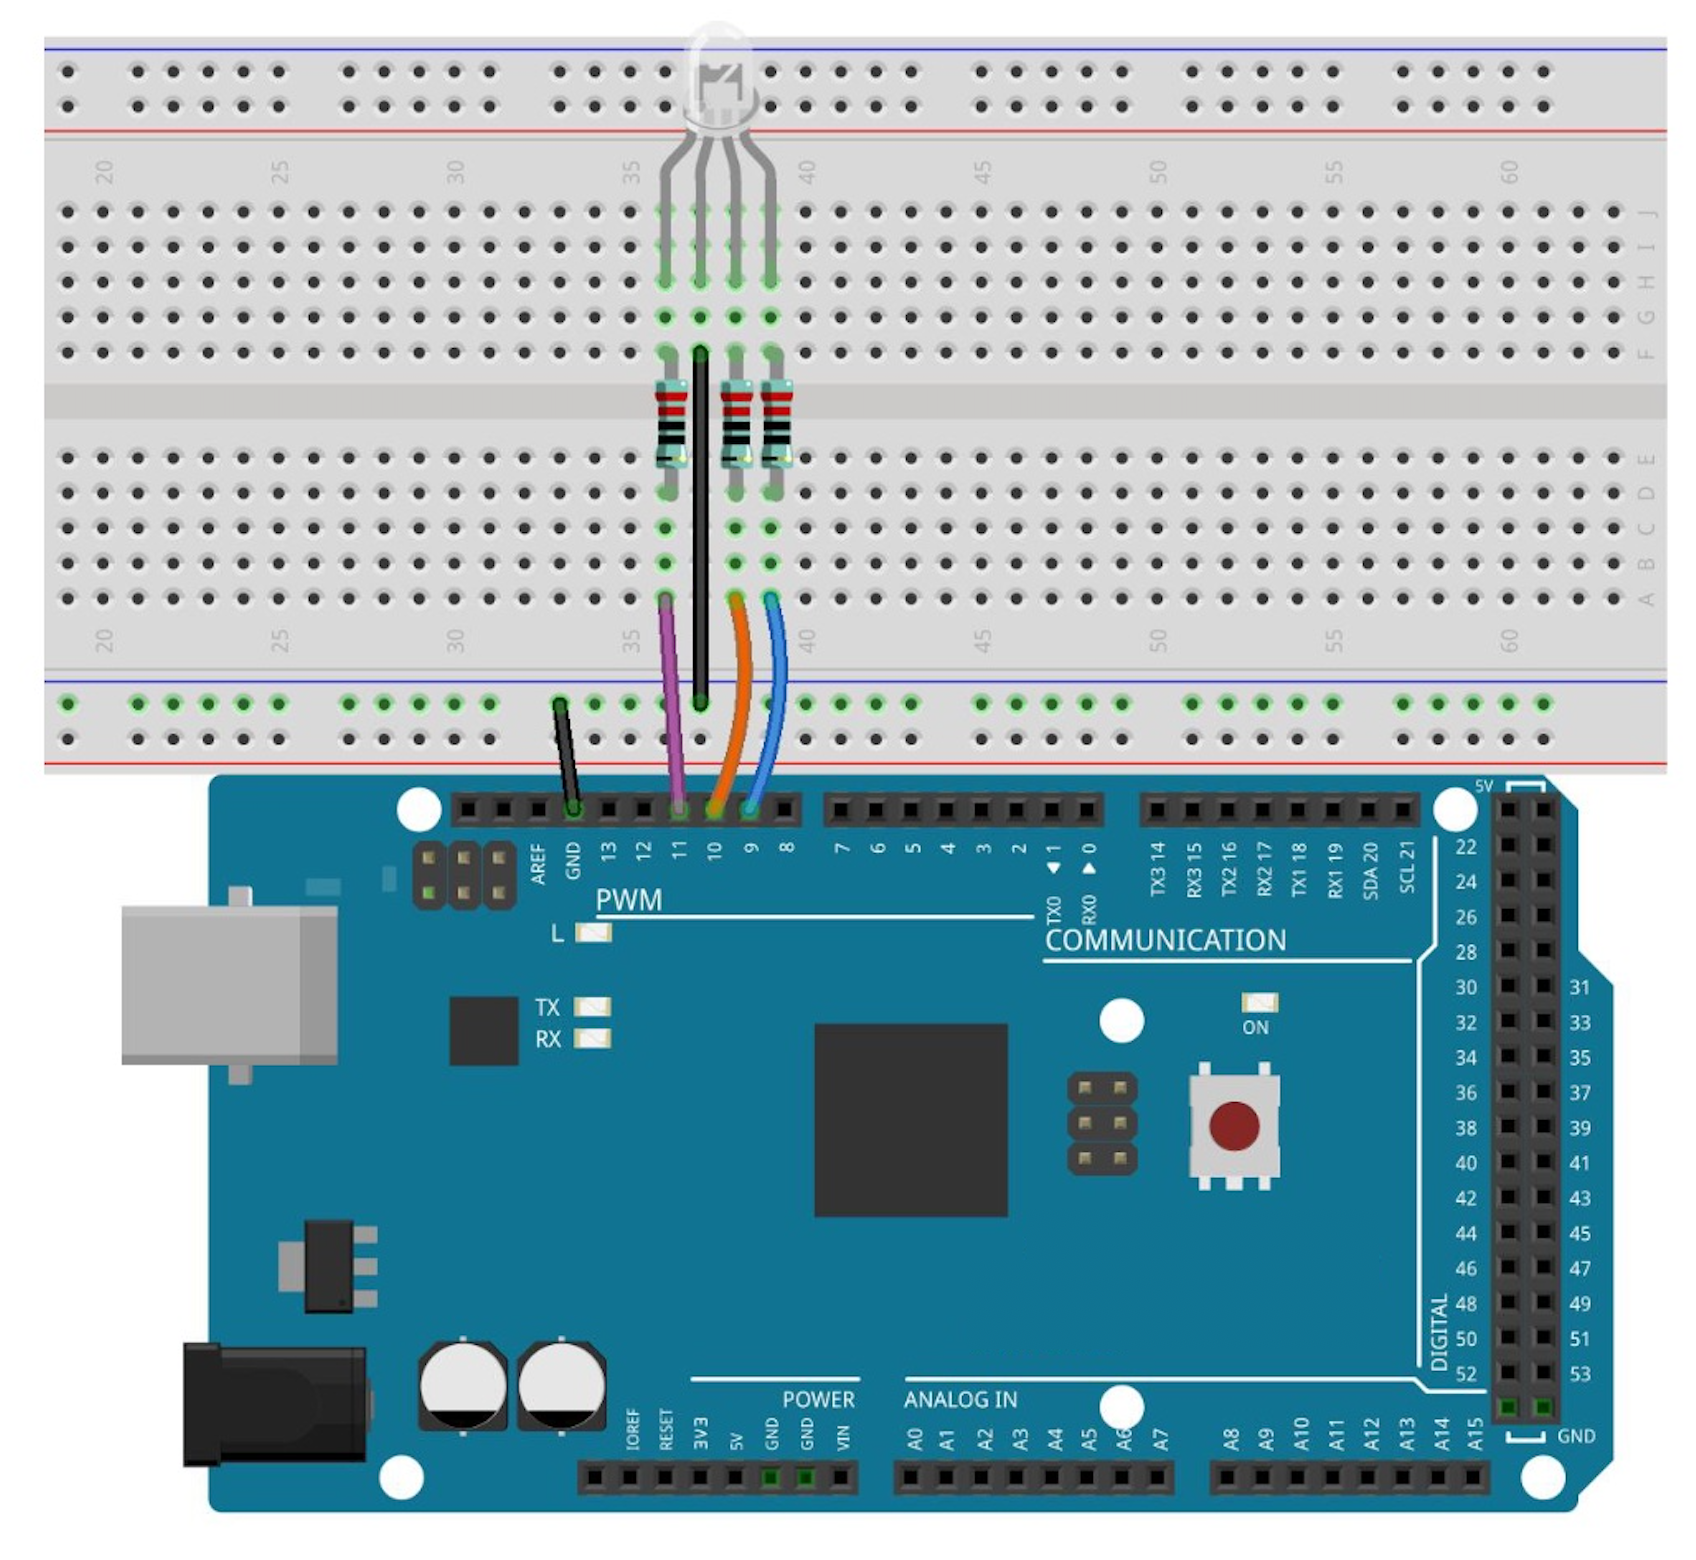 20 25 30 35 40 45 50 55 60
J
I
H
G
F
E
D
C
B
A
20 25 30 35 40 45 50 55 60
5V
AREF GND 13 12 11 10 9 8 7 6 5 4 3 2 TX0 1 RX0 0 TX3 14 RX3 15 TX2 16 RX2 17 TX1 18 RX1 19 SDA 20 SCL 21
PWM
COMMUNICATION
L
TX
RX
ON
22
24
26
28
30 31
32 33
34 35
36 37
38 39
40 41
42 43
44 45
46 47
48 49
50 51
52 53
DIGITAL
GND
POWER
ANALOG IN
IOREF RESET 3V3 5V GND GND VIN A0 A1 A2 A3 A4 A5 A6 A7 A8 A9 A10 A11 A12 A13 A14 A15